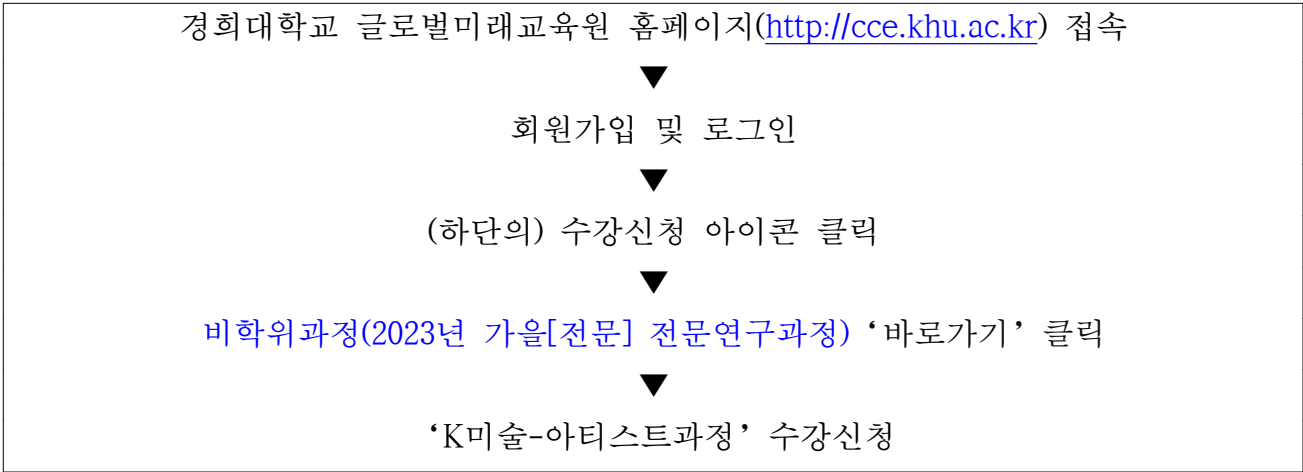 경희대학교 글로벌미래교육원 홈페이지(http://cce.khu.ac.kr) 접속
▼
회원가입 및 로그인
▼
(하단의) 수강신청 아이콘 클릭
▼
비학위과정(2023년 가을[전문] 전문연구과정) ‘바로가기’ 클릭
▼
‘K미술-아티스트과정’ 수강신청